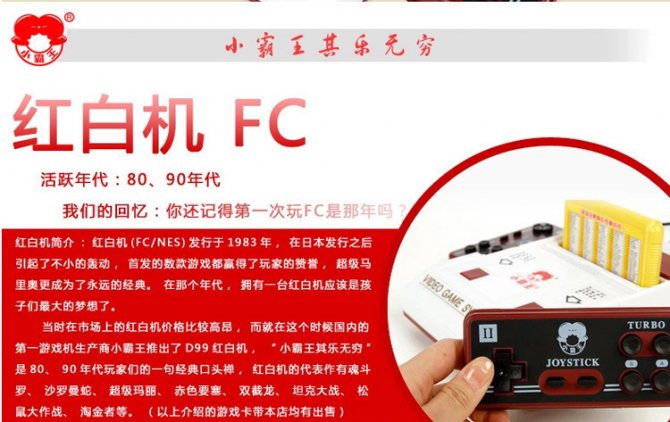 小霸王
®
小霸王其乐无穷
红白机 FC
活跃年代：80、90年代
我们的回忆：你还记得第一次玩FC是那年吗？
红白机简介 ： 红白机 (FC/NES) 发行于 1983 年， 在日本发行之后
引起了不小的轰动， 首发的数款游戏都赢得了玩家的赞誉， 超级马
里奥更成为了永远的经典。 在那个年代， 拥有一台红白机应该是孩
子们最大的梦想了。
当时在市场上的红白机价格比较高昂， 而就在这个时候国内的
第一游戏机生产商小霸王推出了 D99 红白机， “ 小霸王其乐无穷 ”
是 80、 90 年代玩家们的一句经典口头禅， 红白机的代表作有魂斗
罗、 沙罗曼蛇、 超级玛丽、 赤色要塞、 双截龙、 坦克大战、 松
鼠大作战、 淘金者等。 （ 以上介绍的游戏卡带本店均有出售 ）
VIDEO GAME SY
小霸王
II
小霸王
JOYSTICK
TURBO
B
A